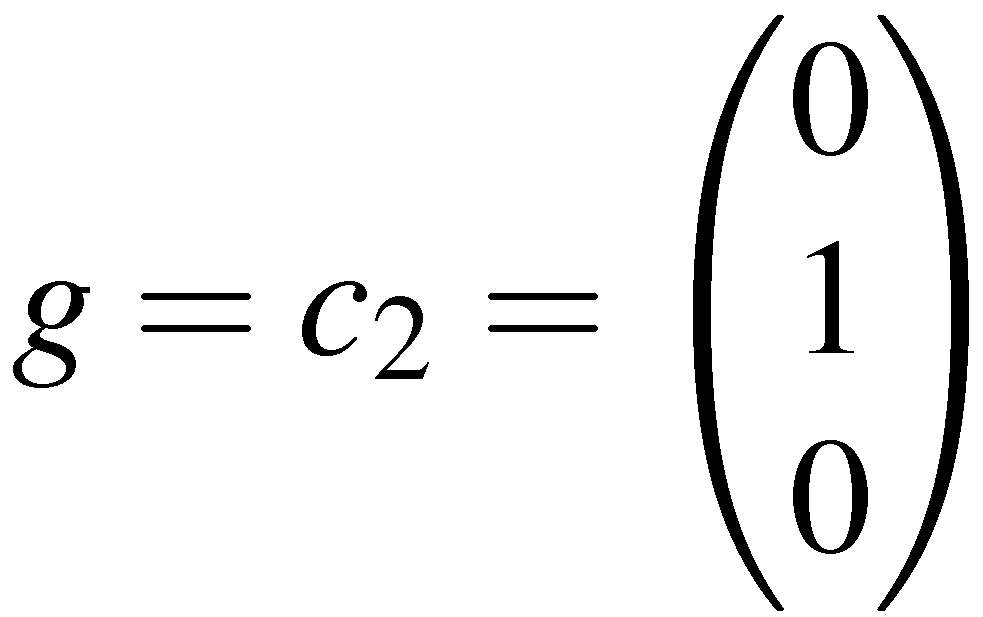 g = c₂ = (0
1
0)